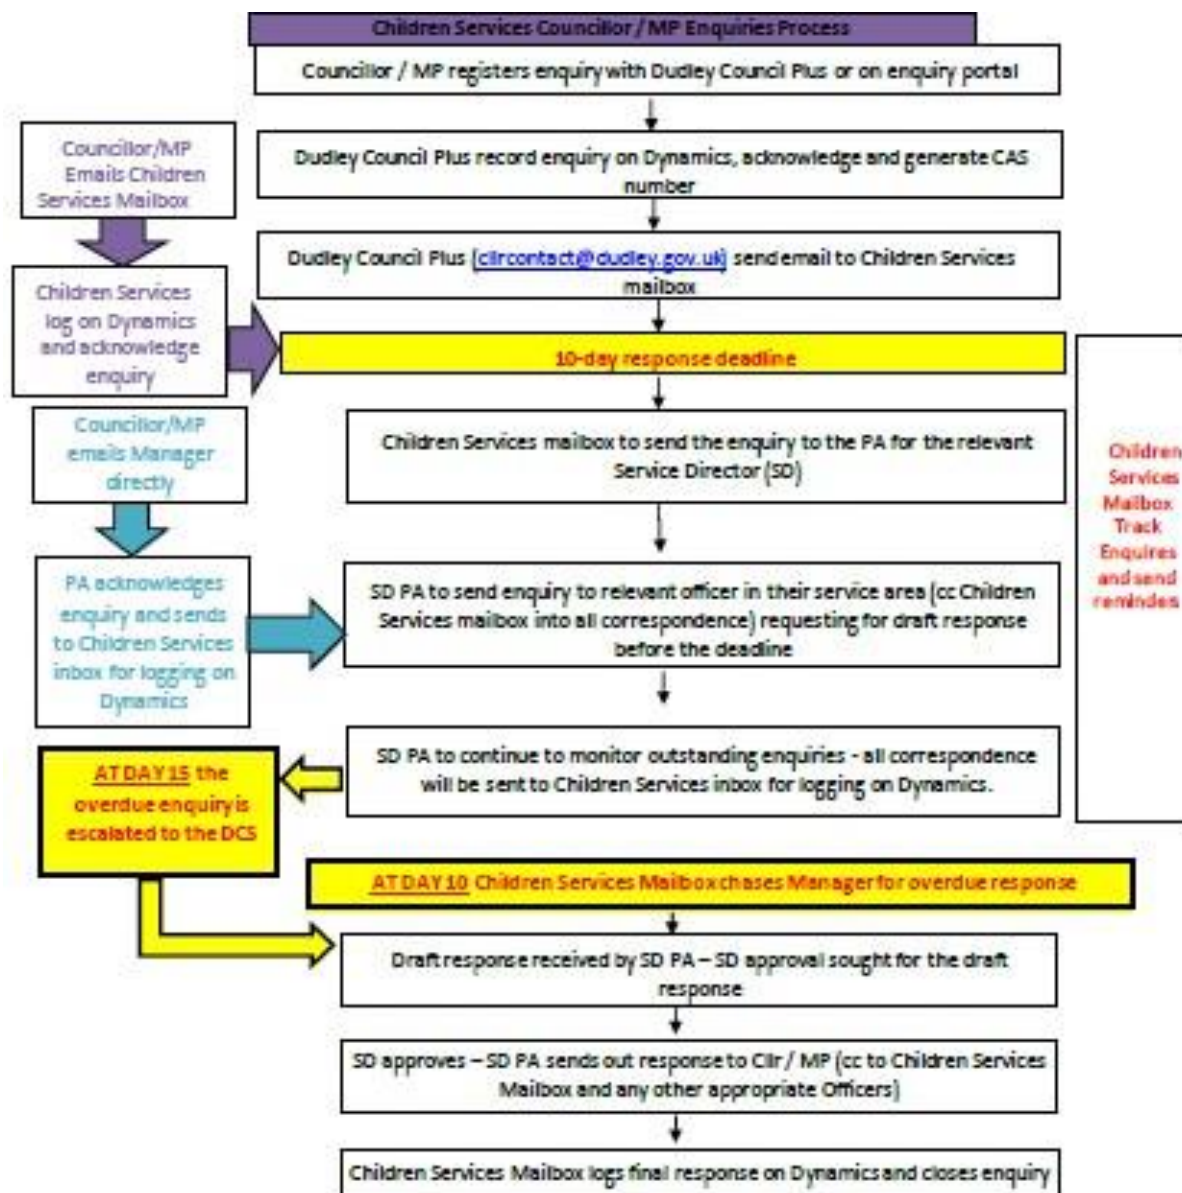 Children Services Councillor / MP Enquiries Process
Councillor / MP registers enquiry with Dudley Council Plus or on enquiry portal
Dudley Council Plus record enquiry on Dynamics, acknowledge and generate CAS
number
Dudley Council Plus (cllrcontact@dudley.gov.uk) send email to Children Services
mailbox
Councillor/MP
Emails Children
Services Mailbox
Children Services
log on Dynamics
and acknowledge
enquiry
10-day response deadline
Councillor/MP
emails Manager
directly
Children Services mailbox to send the enquiry to the PA for the relevant
Service Director (SD)
PA acknowledges
enquiry and sends
to Children Services
inbox for logging on
Dynamics
SD PA to send enquiry to relevant officer in their service area (cc Children
Services mailbox into all correspondence) requesting for draft response
before the deadline
Children
Services
Mailbox
Track
Enquires
and send
reminders
SD PA to continue to monitor outstanding enquiries - all correspondence
will be sent to Children Services inbox for logging on Dynamics.
AT DAY 15 the
overdue enquiry is
escalated to the DCS
AT DAY 10 Children Services Mailbox chases Manager for overdue response
Draft response received by SD PA – SD approval sought for the draft
response
SD approves – SD PA sends out response to Cllr / MP (cc to Children Services
Mailbox and any other appropriate Officers)
Children Services Mailbox logs final response on Dynamics and closes enquiry